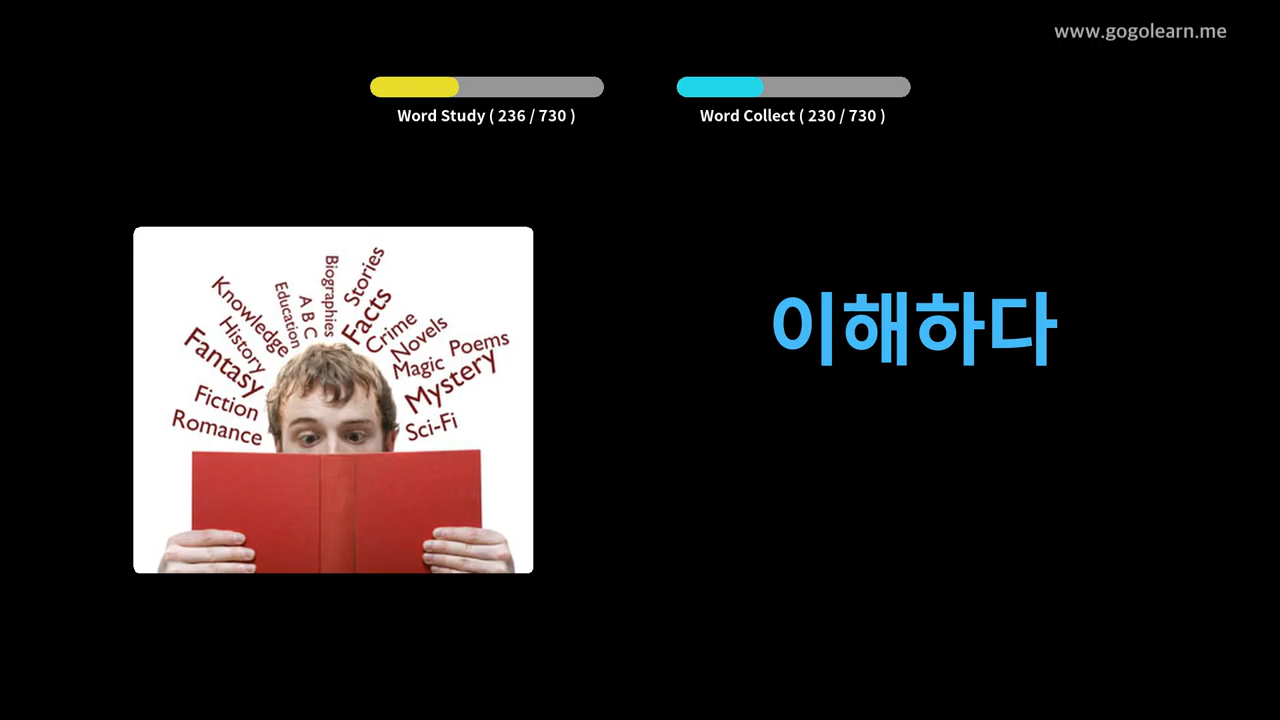 www.gogolearn.me
Word Study ( 236 / 730 )
Word Collect ( 230 / 730 )
Biographies
Stories
Education
A B C
Facts
Knowledge
Crime
History
Novels
Poems
Fantasy
Magic
Mystery
Fiction
Romance
Sci-Fi
이해하다